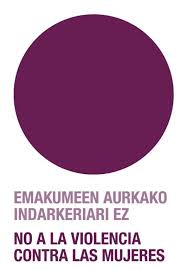 EMAKUMEEN AURKAKO
INDARKERIARI EZ
NO A LA VIOLENCIA
CONTRA LAS MUJERES